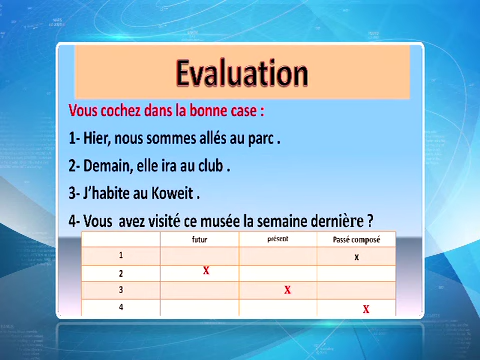 Evaluation
Vous cochez dans la bonne case :
1- Hier, nous sommes allés au parc .
2- Demain, elle ira au club .
3- J'habite au Koweit .
4- Vous avez visité ce musée la semaine dernière ?
futur présent Passé composé
1 x
2 x
3 x
4 x